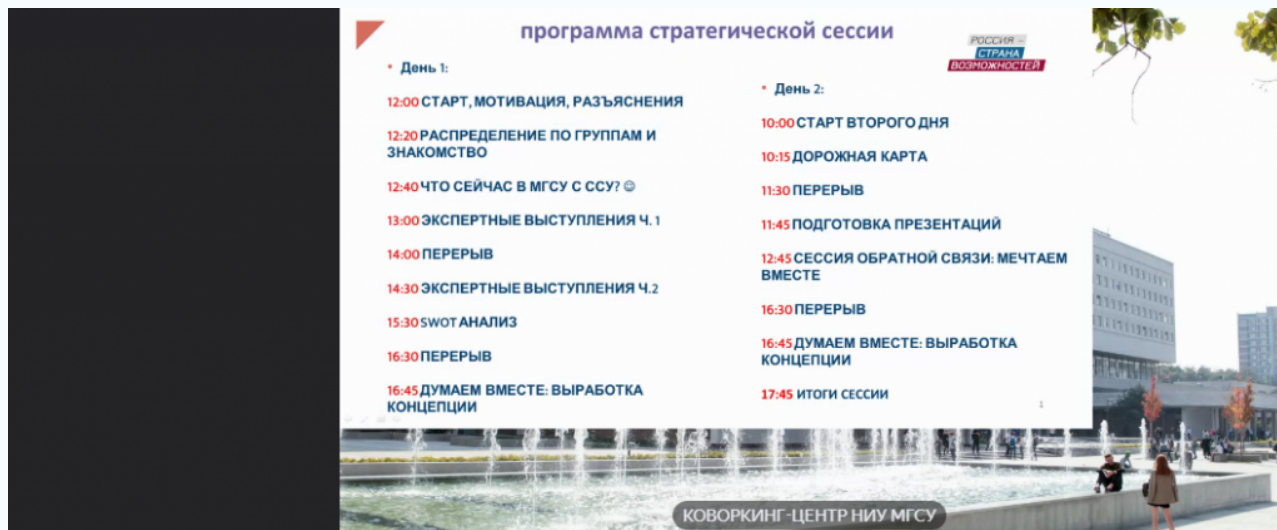 программа стратегической сессии
РОССИЯ –
СТРАНА
ВОЗМОЖНОСТЕЙ
• День 1:
12:00 СТАРТ, МОТИВАЦИЯ, РАЗЪЯСНЕНИЯ
12:20 РАСПРЕДЕЛЕНИЕ ПО ГРУППАМ И
ЗНАКОМСТВО
12:40 ЧТО СЕЙЧАС В МГСУ С ССУ? ☺
13:00 ЭКСПЕРТНЫЕ ВЫСТУПЛЕНИЯ Ч. 1
14:00 ПЕРЕРЫВ
14:30 ЭКСПЕРТНЫЕ ВЫСТУПЛЕНИЯ Ч.2
15:30 SWOT АНАЛИЗ
16:30 ПЕРЕРЫВ
16:45 ДУМАЕМ ВМЕСТЕ: ВЫРАБОТКА
КОНЦЕПЦИИ
• День 2:
10:00 СТАРТ ВТОРОГО ДНЯ
10:15 ДОРОЖНАЯ КАРТА
11:30 ПЕРЕРЫВ
11:45 ПОДГОТОВКА ПРЕЗЕНТАЦИЙ
12:45 СЕССИЯ ОБРАТНОЙ СВЯЗИ: МЕЧТАЕМ
ВМЕСТЕ
16:30 ПЕРЕРЫВ
16:45 ДУМАЕМ ВМЕСТЕ: ВЫРАБОТКА
КОНЦЕПЦИИ
17:45 ИТОГИ СЕССИИ
1
КОВОРКИНГ-ЦЕНТР НИУ МГСУ